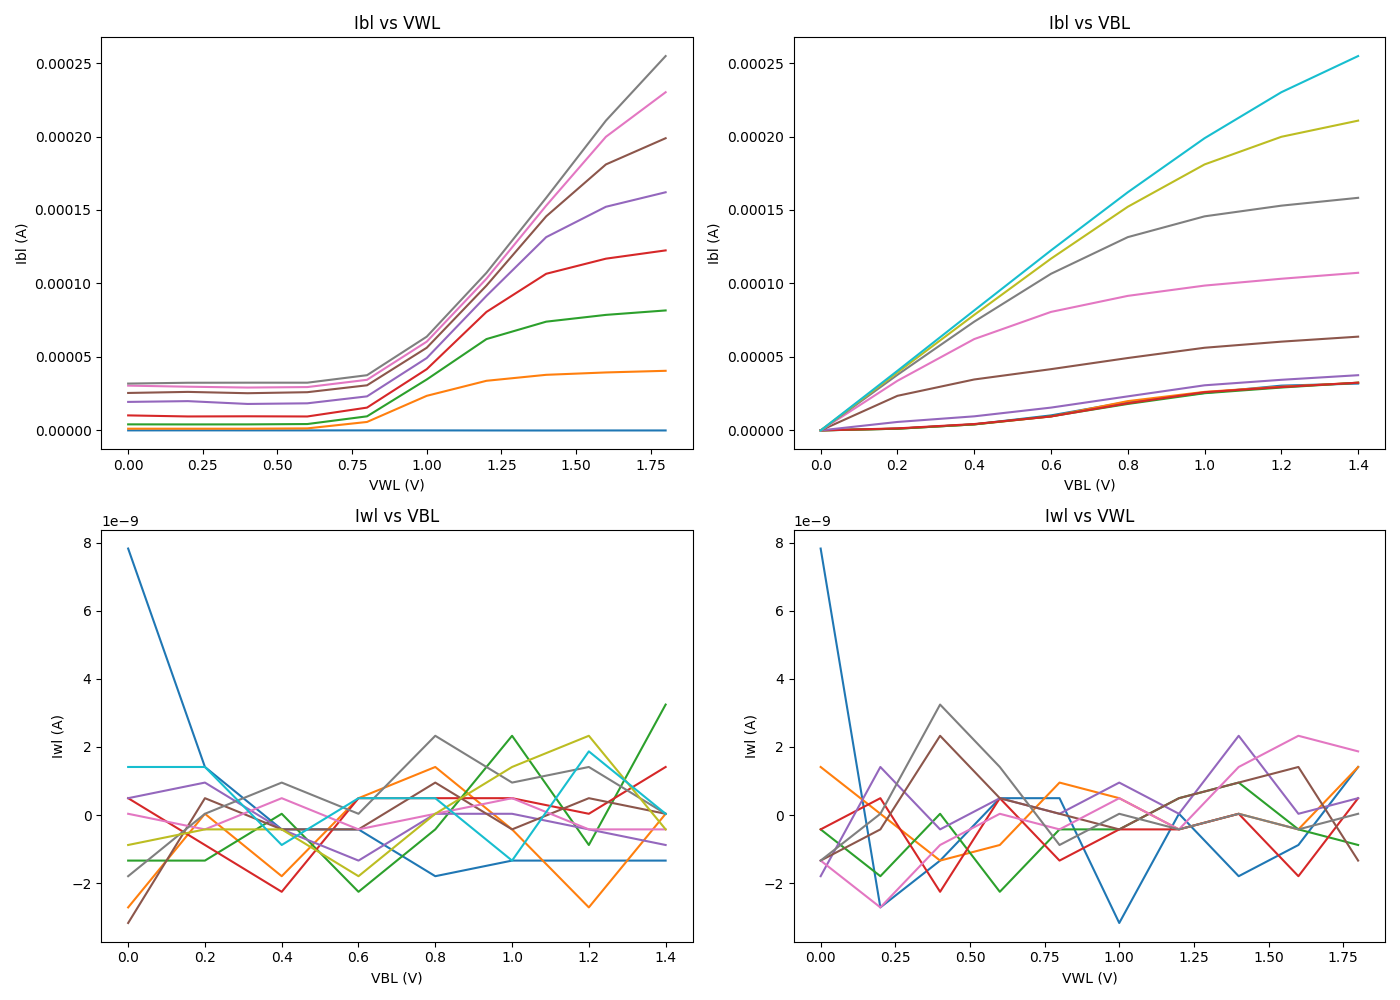 Ibl vs VWL
Ibl (A)
0.00025
0.00020
0.00015
0.00010
0.00005
0.00000
0.00 0.25 0.50 0.75 1.00 1.25 1.50 1.75
VWL (V)
Ibl vs VBL
Ibl (A)
0.00025
0.00020
0.00015
0.00010
0.00005
0.00000
0.0 0.2 0.4 0.6 0.8 1.0 1.2 1.4
VBL (V)
Iwl vs VBL
1e−9
Iwl (A)
8
6
4
2
0
−2
0.0 0.2 0.4 0.6 0.8 1.0 1.2 1.4
VBL (V)
Iwl vs VWL
1e−9
Iwl (A)
8
6
4
2
0
−2
0.00 0.25 0.50 0.75 1.00 1.25 1.50 1.75
VWL (V)